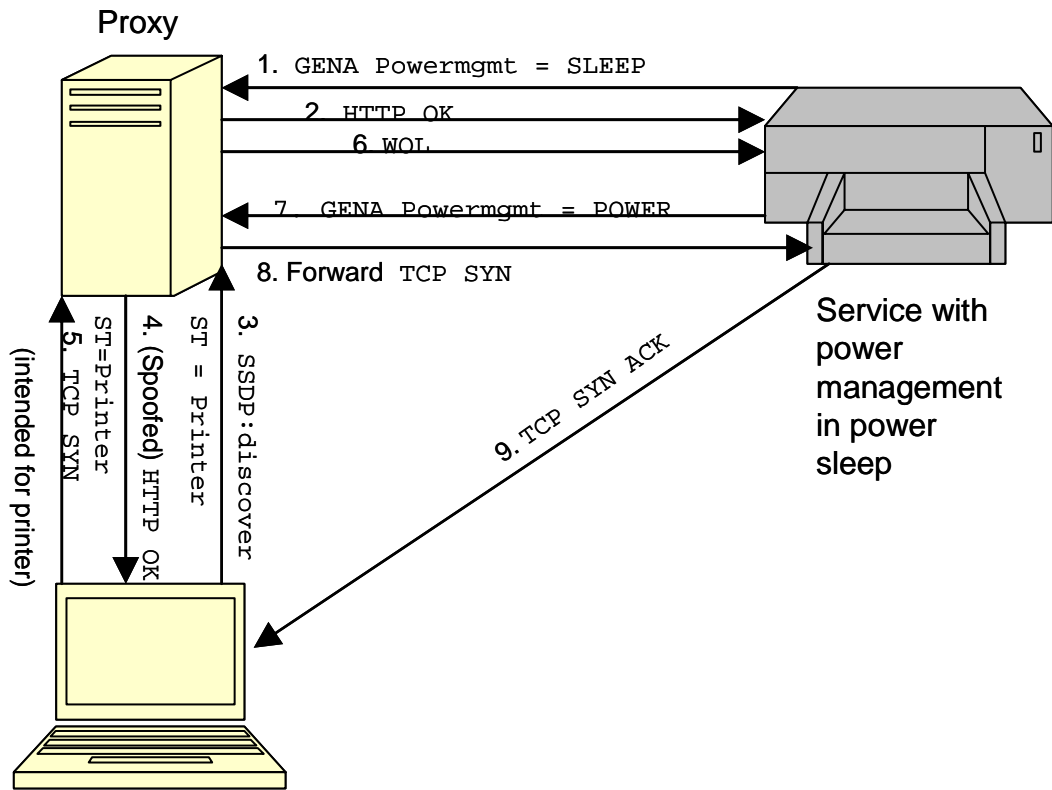 Proxy
1. GENA Powermgmt = SLEEP
2. HTTP OK
6 WOL
7. GENA Powermgmt = POWER
8. Forward TCP SYN
3. SSDP:discover
ST = Printer
4. (Spoofed) HTTP OK
ST=Printer
5. TCP SYN
(intended for printer)
9. TCP SYN ACK
Service with
power
management
in power
sleep